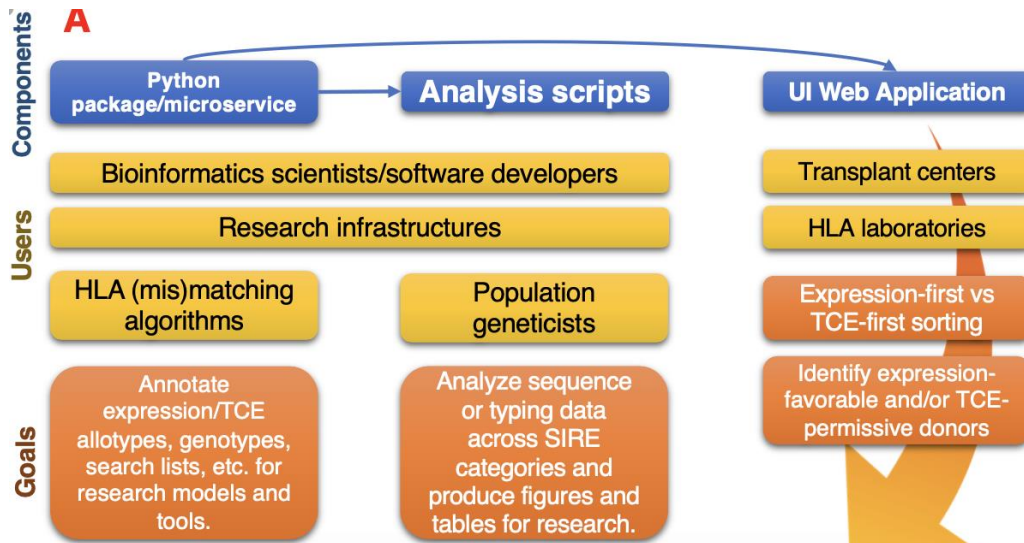 A
Components
Python
package/microservice
Analysis scripts
UI Web Application
Users
Bioinformatics scientists/software developers
Transplant centers
Research infrastructures
HLA laboratories
HLA (mis)matching
algorithms
Population
geneticists
Expression-first vs
TCE-first sorting
Goals
Annotate
expression/TCE
allotypes, genotypes,
search lists, etc. for
research models and
tools.
Analyze sequence
or typing data
across SIRE
categories and
produce figures and
tables for research.
Identify expression-
favorable and/or TCE-
permissive donors